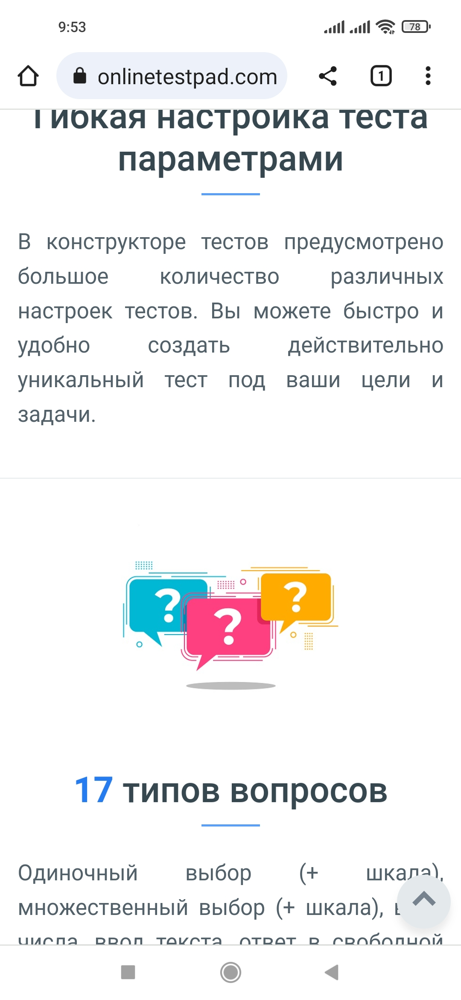 9:53
78
onlinetestpad.com
1
Гибкая настройка теста
параметрами
В конструкторе тестов предусмотрено
большое количество различных
настроек тестов. Вы можете быстро и
удобно создать действительно
уникальный тест под ваши цели и
задачи.
? ? ?
17 типов вопросов
Одиночный выбор (+ шкала),
множественный выбор (+ шкала),
числа, ввод текста, ответ в свободной